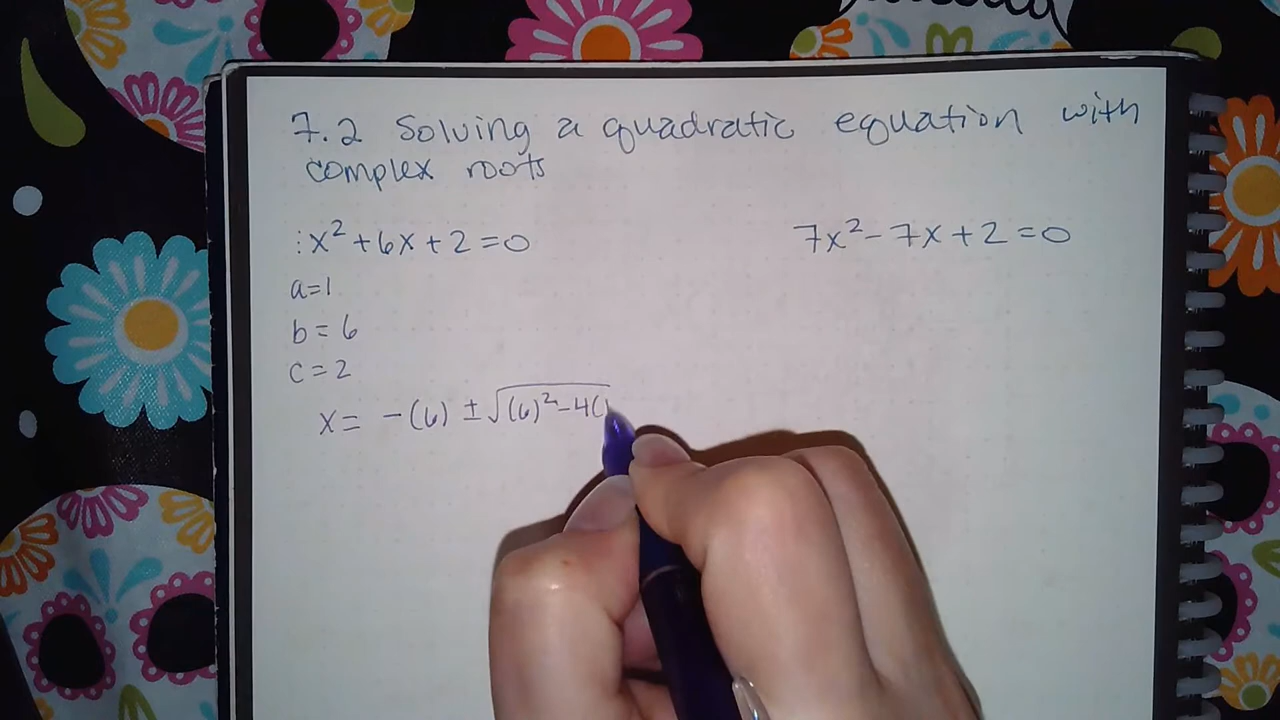 7.2 Solving a quadratic equation with
complex roots
:x²+6x+2=0
7x²-7x+2=0
a=1
b=6
c=2
x= -(6) ±√(6)²-4(